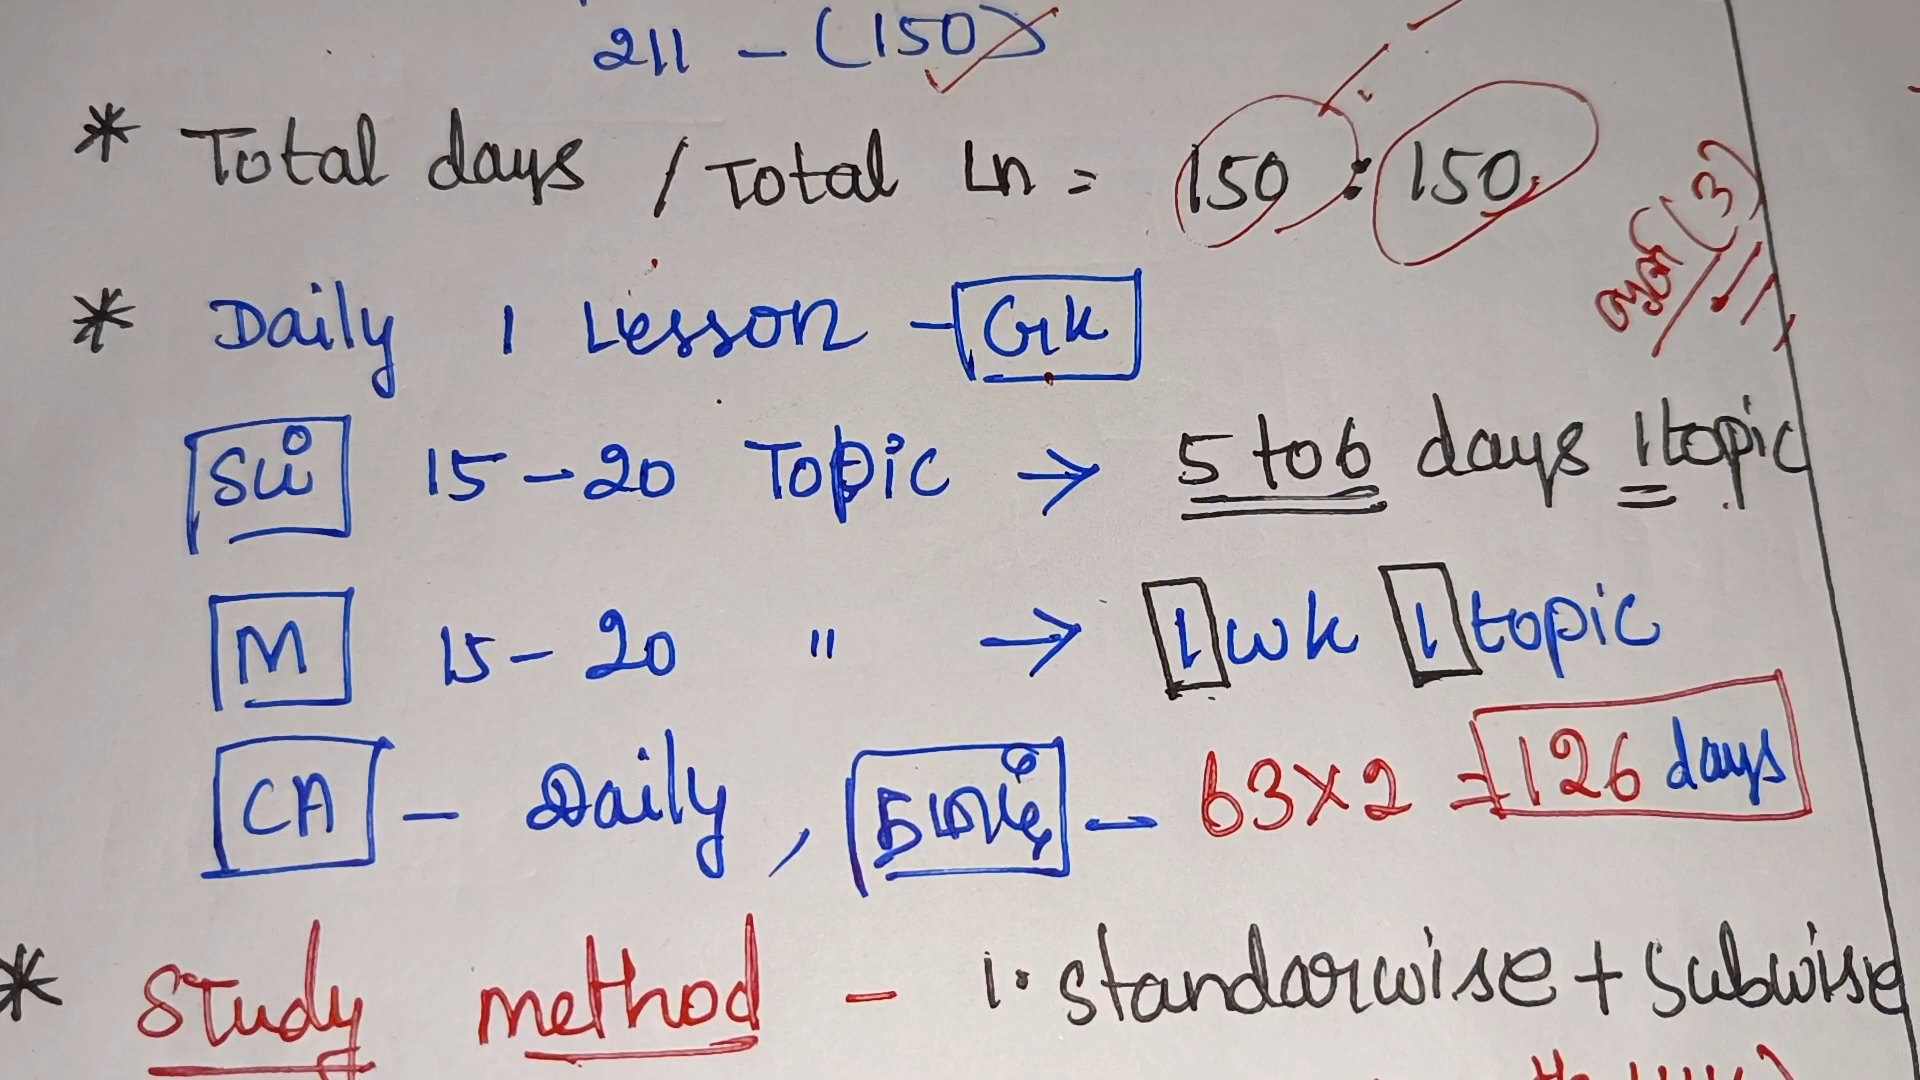 211 - (150)
* Total days / Total Ln = 150 : 150
(3)
* Daily 1 Lesson - GK
15-20 Topic → 5 to 6 days 1 topic
M 15-20 " → 1 wk 1 topic
CA - Daily, தமிழ் - 63×2 = 126 days
* Study method - 1. standarwise + Subwise